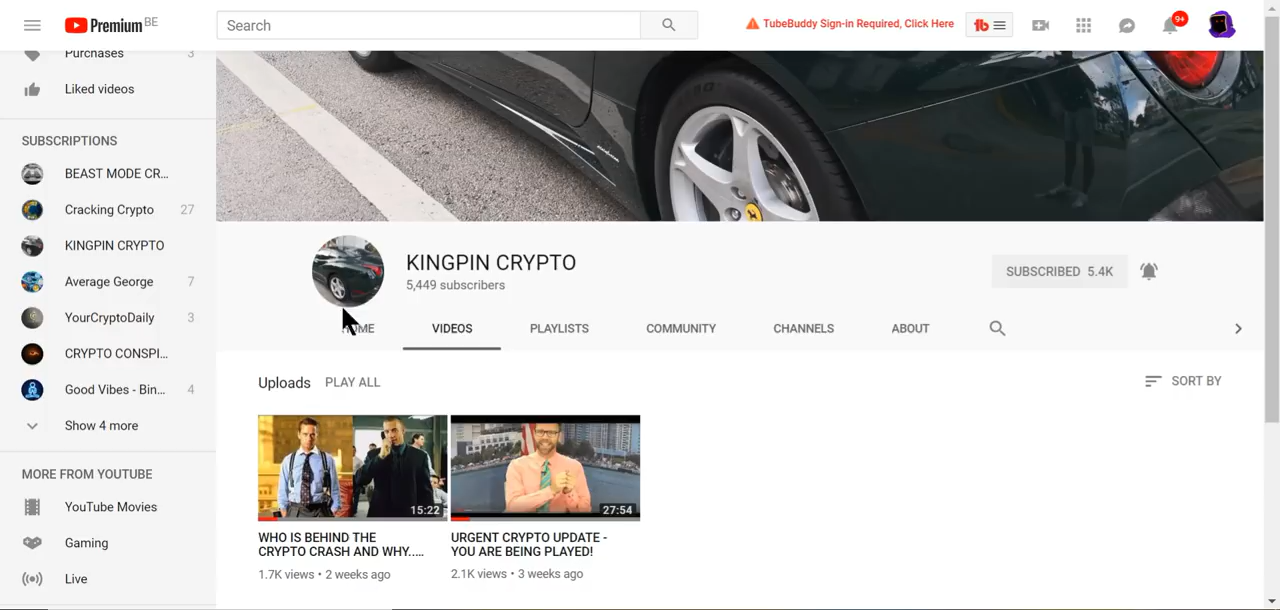 Premium BE
Search
TubeBuddy Sign-in Required, Click Here
tb
9+
Purchases 3
Liked videos
SUBSCRIPTIONS
BEAST MODE CR...
Cracking Crypto 27
KINGPIN CRYPTO
Average George 7
YourCryptoDaily 3
CRYPTO CONSPI...
Good Vibes - Bin... 4
Show 4 more
MORE FROM YOUTUBE
YouTube Movies
Gaming
Live
KINGPIN CRYPTO
5,449 subscribers
SUBSCRIBED 5.4K
HOME VIDEOS PLAYLISTS COMMUNITY CHANNELS ABOUT
Uploads PLAY ALL
SORT BY
15:22
27:54
WHO IS BEHIND THE
CRYPTO CRASH AND WHY....
1.7K views • 2 weeks ago
URGENT CRYPTO UPDATE -
YOU ARE BEING PLAYED!
2.1K views • 3 weeks ago